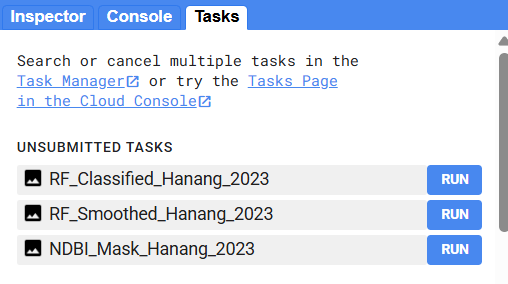 Inspector Console Tasks
Search or cancel multiple tasks in the
Task Manager or try the Tasks Page
in the Cloud Console
UNSUBMITTED TASKS
RF_Classified_Hanang_2023 RUN
RF_Smoothed_Hanang_2023 RUN
NDBI_Mask_Hanang_2023 RUN